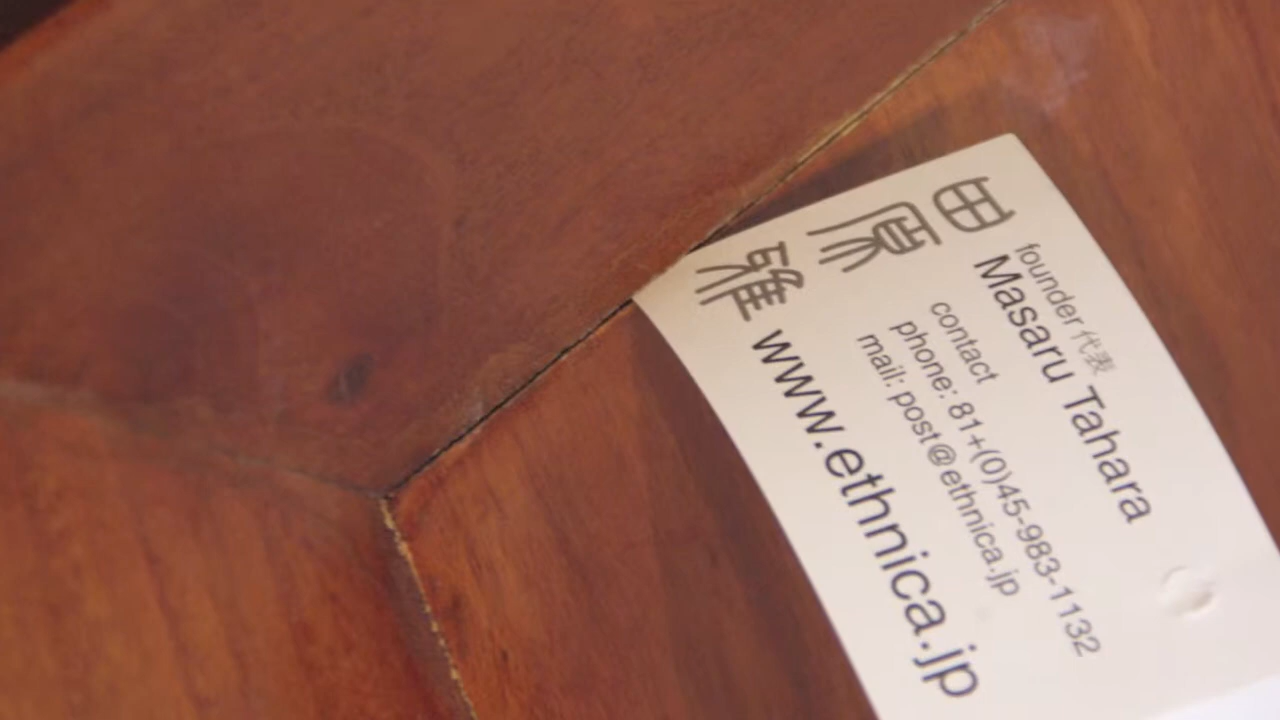 田原雅
founder 代表
Masaru Tahara
contact
phone: 81+(0)45-983-1132
mail: post@ethnica.jp
www.ethnica.jp